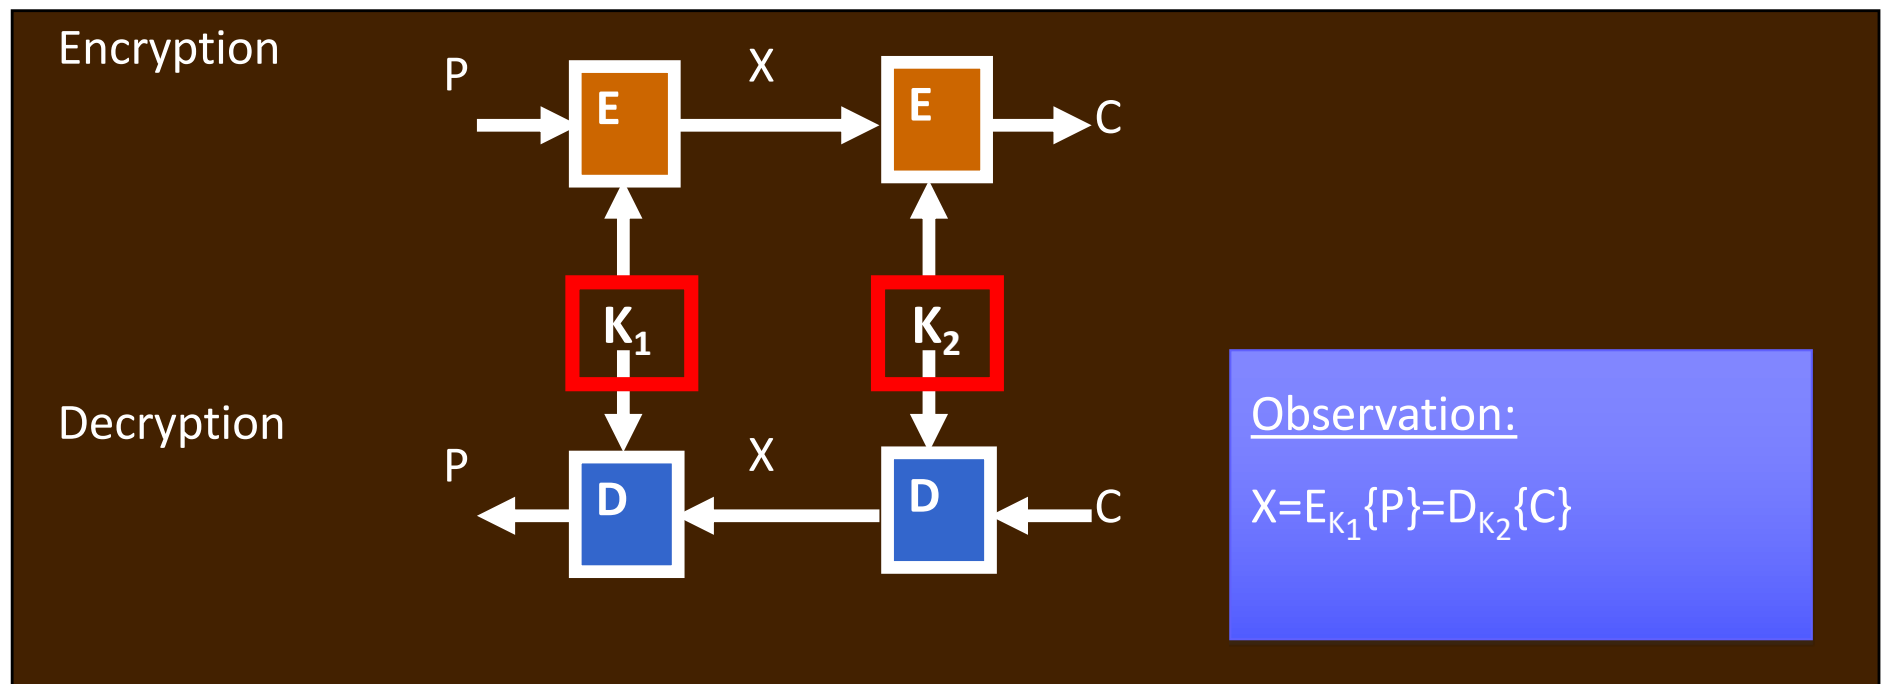 Encryption
P
E
X
E
C
K1
K2
Decryption
P
D
X
D
C
Observation:
X=EK1{P}=DK2{C}